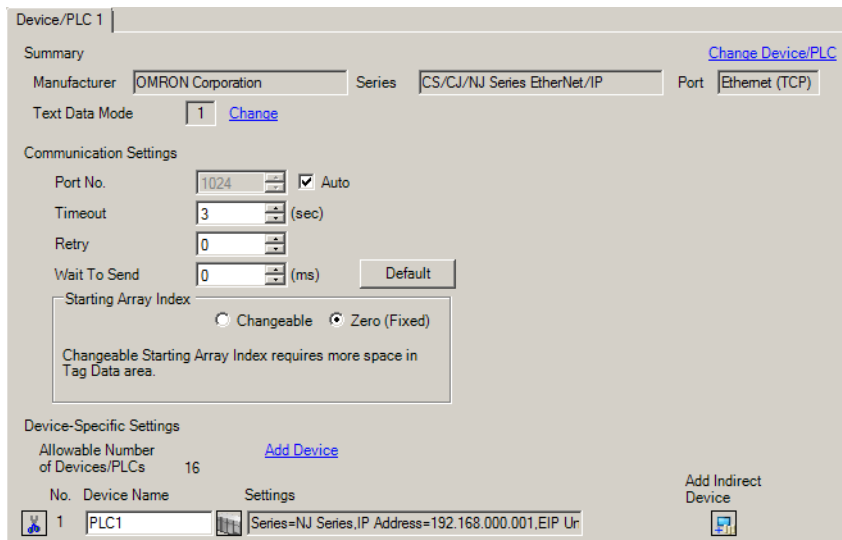 Device/PLC 1
Summary
Change Device/PLC
Manufacturer OMRON Corporation Series CS/CJ/NJ Series EtherNet/IP Port Ethernet (TCP)
Text Data Mode 1 Change
Communication Settings
Port No. 1024 Auto
Timeout 3 (sec)
Retry 0
Wait To Send 0 (ms) Default
Starting Array Index
Changeable Zero (Fixed)
Changeable Starting Array Index requires more space in
Tag Data area.
Device-Specific Settings
Allowable Number
of Devices/PLCs 16
Add Device
Add Indirect
Device
No. Device Name Settings
1 PLC1 Series=NJ Series,IP Address=192.168.000.001,EIP Ur